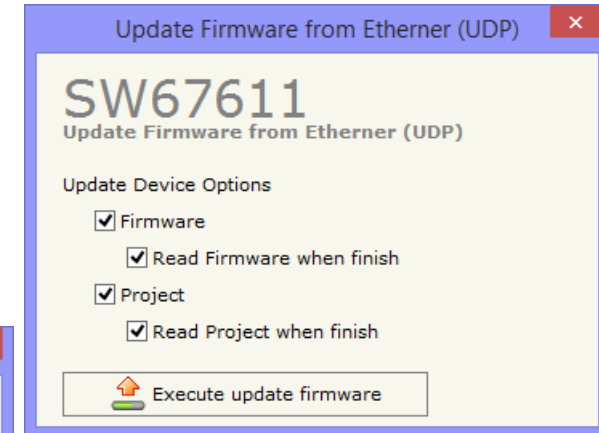 Update Firmware from Etherner (UDP)
SW67611
Update Firmware from Etherner (UDP)
Update Device Options
Firmware
Read Firmware when finish
Project
Read Project when finish
Execute update firmware